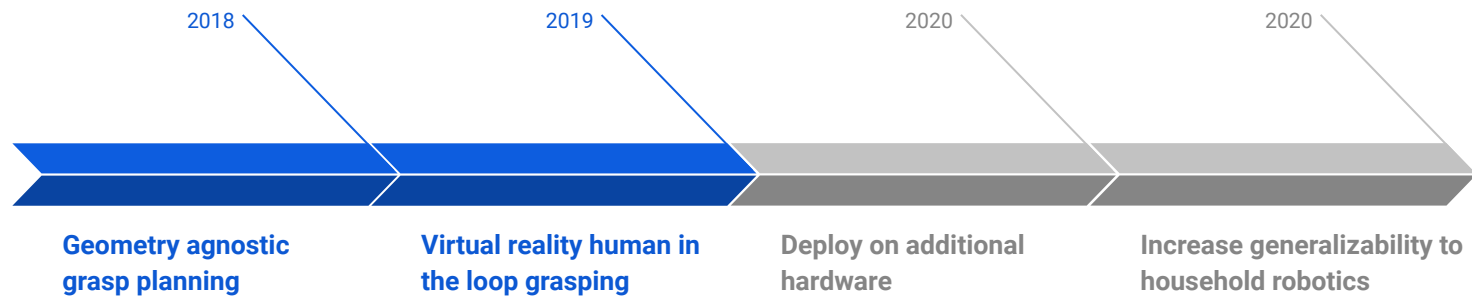 2018
2019
2020
2020
Geometry agnostic
grasp planning
Virtual reality human in
the loop grasping
Deploy on additional
hardware
Increase generalizability to
household robotics